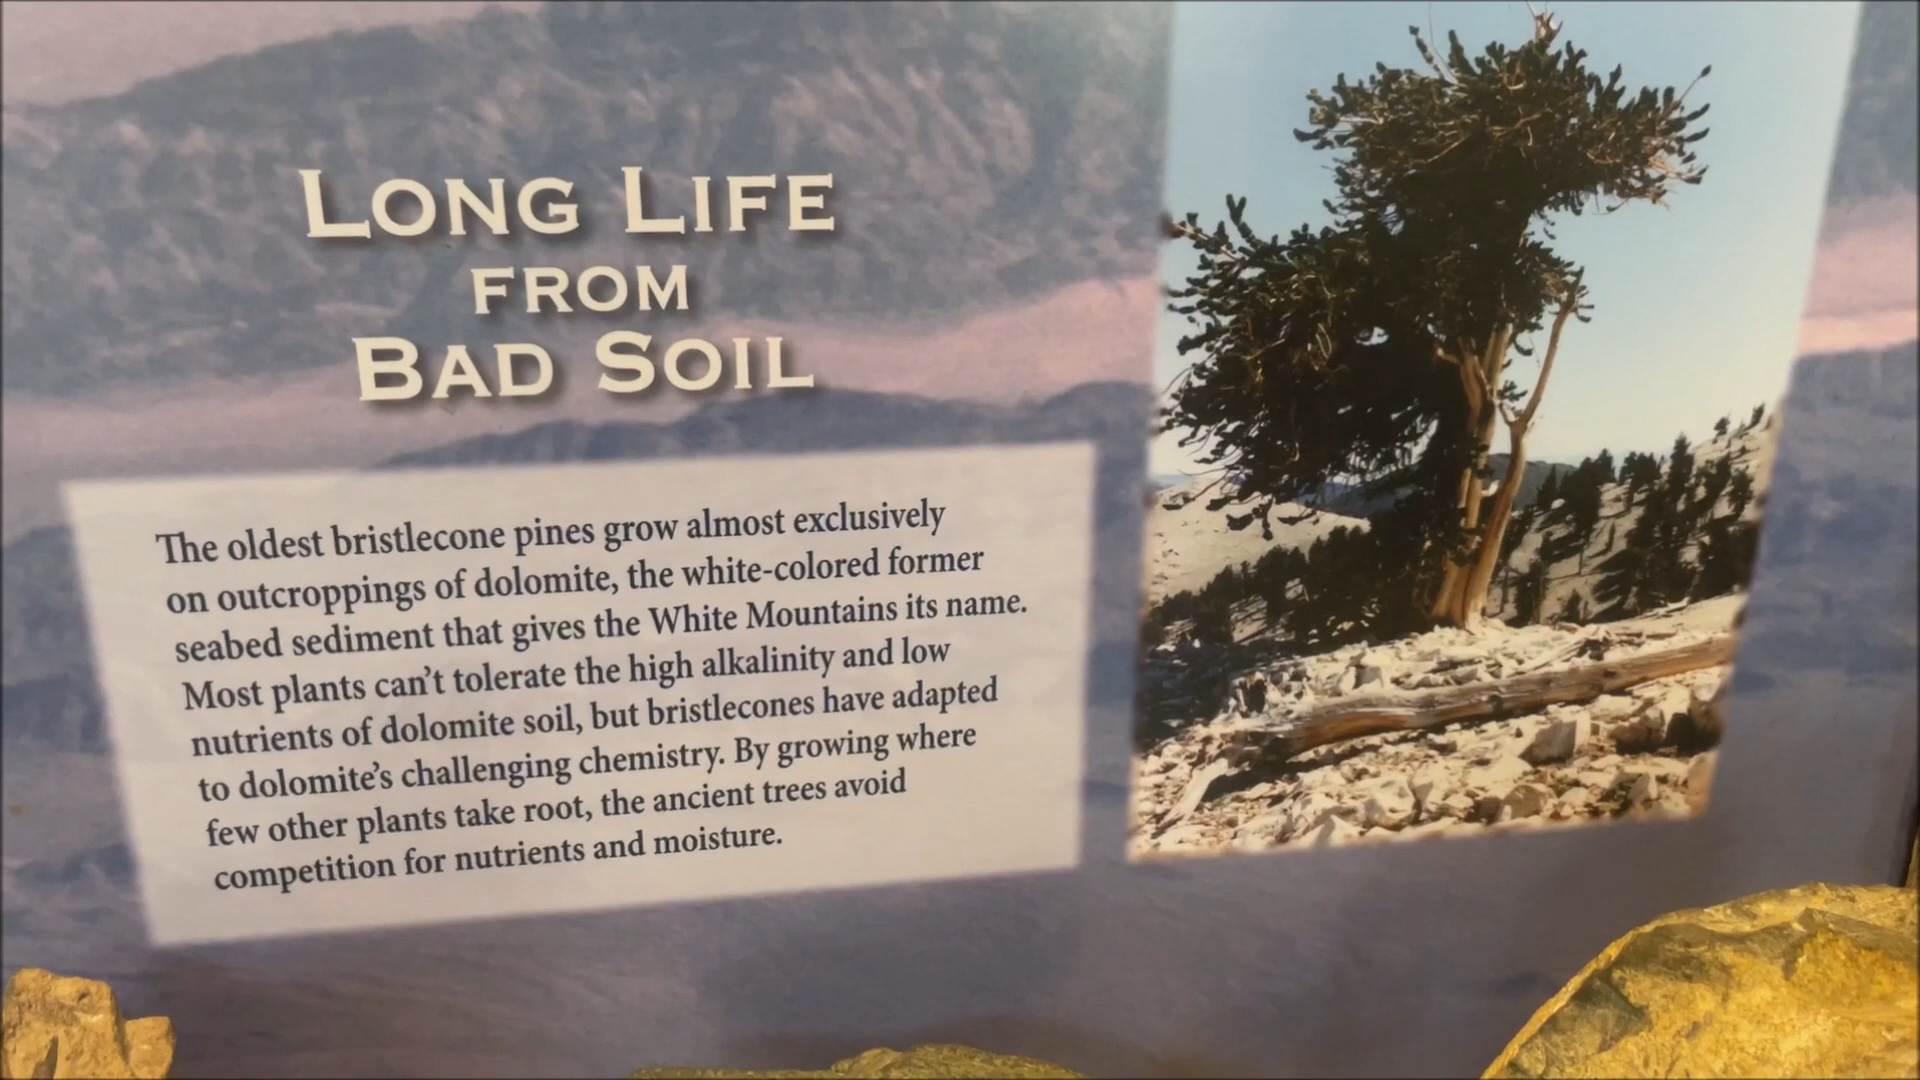 LONG LIFE
FROM
BAD SOIL
The oldest bristlecone pines grow almost exclusively
on outcroppings of dolomite, the white-colored former
seabed sediment that gives the White Mountains its name.
Most plants can't tolerate the high alkalinity and low
nutrients of dolomite soil, but bristlecones have adapted
to dolomite's challenging chemistry. By growing where
few other plants take root, the ancient trees avoid
competition for nutrients and moisture.